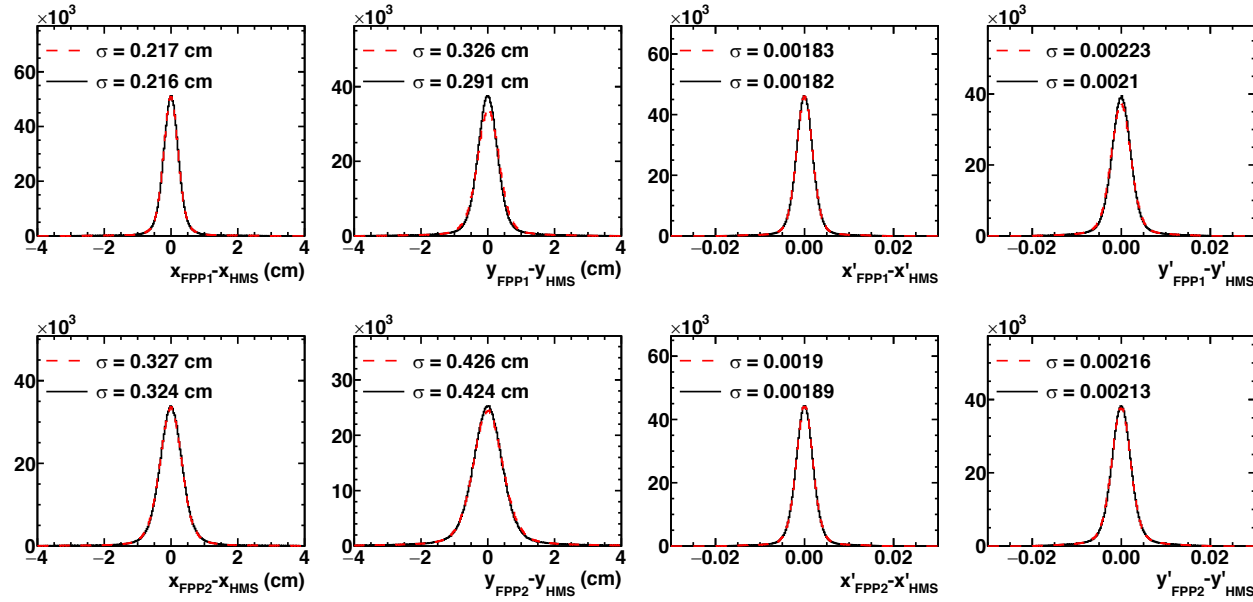 ×10³
σ = 0.217 cm
σ = 0.216 cm
60
40
20
0
−4 −2 0 2 4
x_FPP1-x_HMS (cm)
×10³
σ = 0.326 cm
σ = 0.291 cm
40
20
0
−4 −2 0 2 4
y_FPP1-y_HMS (cm)
×10³
σ = 0.00183
σ = 0.00182
60
40
20
0
−0.02 0.00 0.02
x'_FPP1-x'_HMS
×10³
σ = 0.00223
σ = 0.0021
40
20
0
−0.02 0.00 0.02
y'_FPP1-y'_HMS
×10³
σ = 0.327 cm
σ = 0.324 cm
40
20
0
−4 −2 0 2 4
x_FPP2-x_HMS (cm)
×10³
σ = 0.426 cm
σ = 0.424 cm
30
20
10
0
−4 −2 0 2 4
y_FPP2-y_HMS (cm)
×10³
σ = 0.0019
σ = 0.00189
60
40
20
0
−0.02 0.00 0.02
x'_FPP2-x'_HMS
×10³
σ = 0.00216
σ = 0.00213
40
20
0
−0.02 0.00 0.02
y'_FPP2-y'_HMS